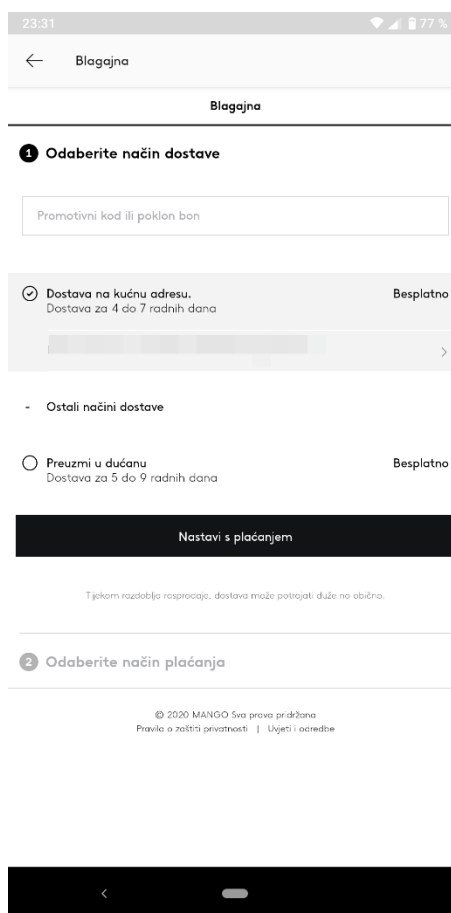 23:31
77 %
Blagajna
Blagajna
1 Odaberite način dostave
Promotivni kod ili poklon bon
Dostava na kućnu adresu. Besplatno
Dostava za 4 do 7 radnih dana
- Ostali načini dostave
Preuzmi u dućanu Besplatno
Dostava za 5 do 9 radnih dana
Nastavi s plaćanjem
Tijekom razdoblja rasprodaje, dostava može potrajati duže no obično.
2 Odaberite način plaćanja
© 2020 MANGO Sva prava pridržana
Pravila o zaštiti privatnosti | Uvjeti i odredbe